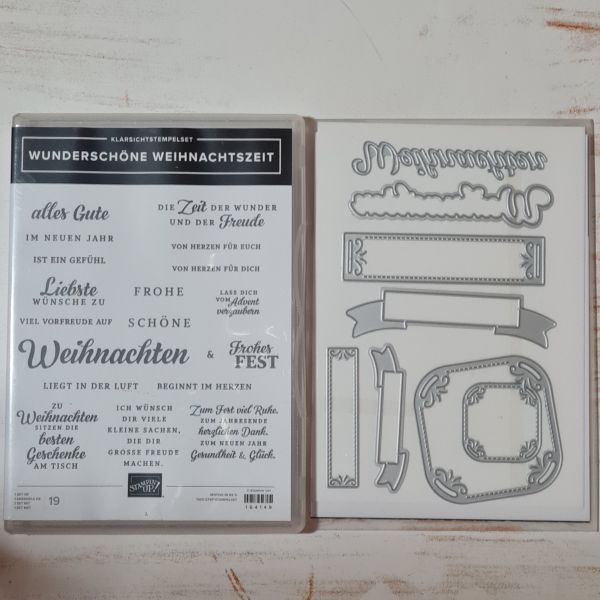 KLARSICHTSTEMPELSET
WUNDERSCHÖNE WEIHNACHTSZEIT
alles Gute
IM NEUEN JAHR
IST EIN GEFÜHL
DIE Zeit DER WUNDER
UND DER Freude
VON HERZEN FÜR EUCH
VON HERZEN FÜR DICH
Liebste
WÜNSCHE ZU
FROHE
LASS DICH
VOM Advent
verzaubern
VIEL VORFREUDE AUF
SCHÖNE
Weihnachten
&
Frohes
FEST
LIEGT IN DER LUFT
BEGINNT IM HERZEN
ZU
Weihnachten
SITZEN DIE
besten
Geschenke
AM TISCH
ICH WÜNSCH
DIR VIELE
KLEINE SACHEN,
DIE DIR
GROSSE FREUDE
MACHEN.
Zum Fest viel Ruhe,
ZUM JAHRESENDE
herzlichen Dank,
ZUM NEUEN JAHR
Gesundheit & Glück.
19
STAMPIN' UP!
Weihnachten